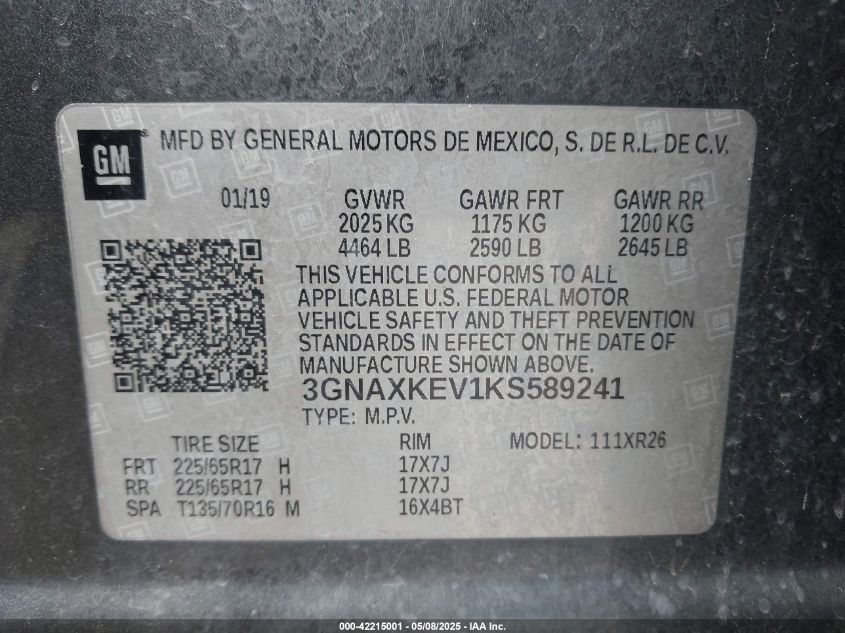 GM
MFD BY GENERAL MOTORS DE MEXICO, S. DE R.L. DE C.V.
01/19 GVWR GAWR FRT GAWR RR
2025 KG 1175 KG 1200 KG
4464 LB 2590 LB 2645 LB
THIS VEHICLE CONFORMS TO ALL
APPLICABLE U.S. FEDERAL MOTOR
VEHICLE SAFETY AND THEFT PREVENTION
STANDARDS IN EFFECT ON THE DATE OF
MANUFACTURE SHOWN ABOVE.
3GNAXKEV1KS589241
TYPE: M.P.V.
TIRE SIZE RIM MODEL: 111XR26
FRT 225/65R17 H 17X7J
RR 225/65R17 H 17X7J
SPA T135/70R16 M 16X4BT
000-42215001 - 05/08/2025 - IAA Inc.